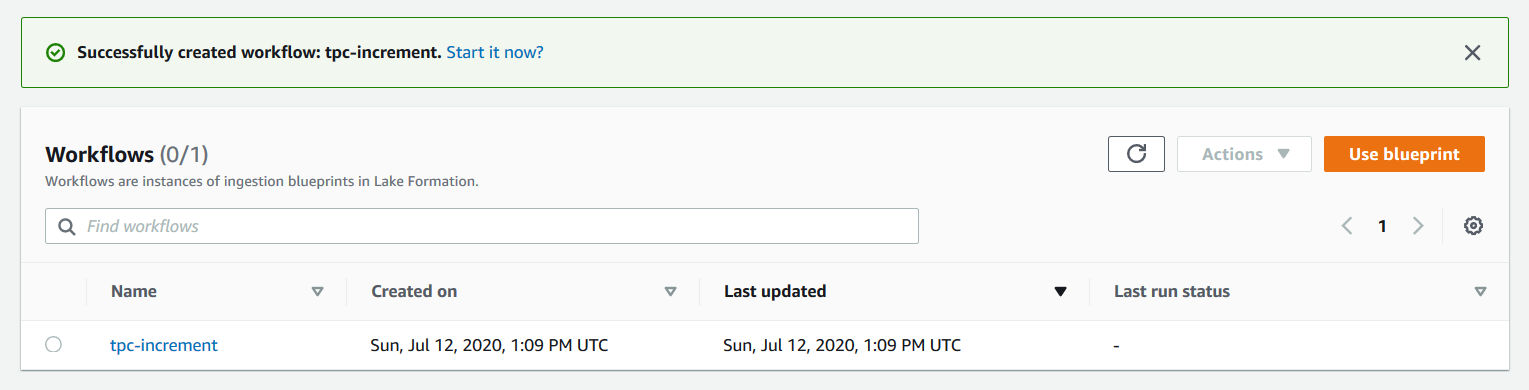 Successfully created workflow: tpc-increment. Start it now?
Workflows (0/1)
Actions
Use blueprint
Workflows are instances of ingestion blueprints in Lake Formation.
Find workflows
1
Name Created on Last updated Last run status
tpc-increment Sun, Jul 12, 2020, 1:09 PM UTC Sun, Jul 12, 2020, 1:09 PM UTC -